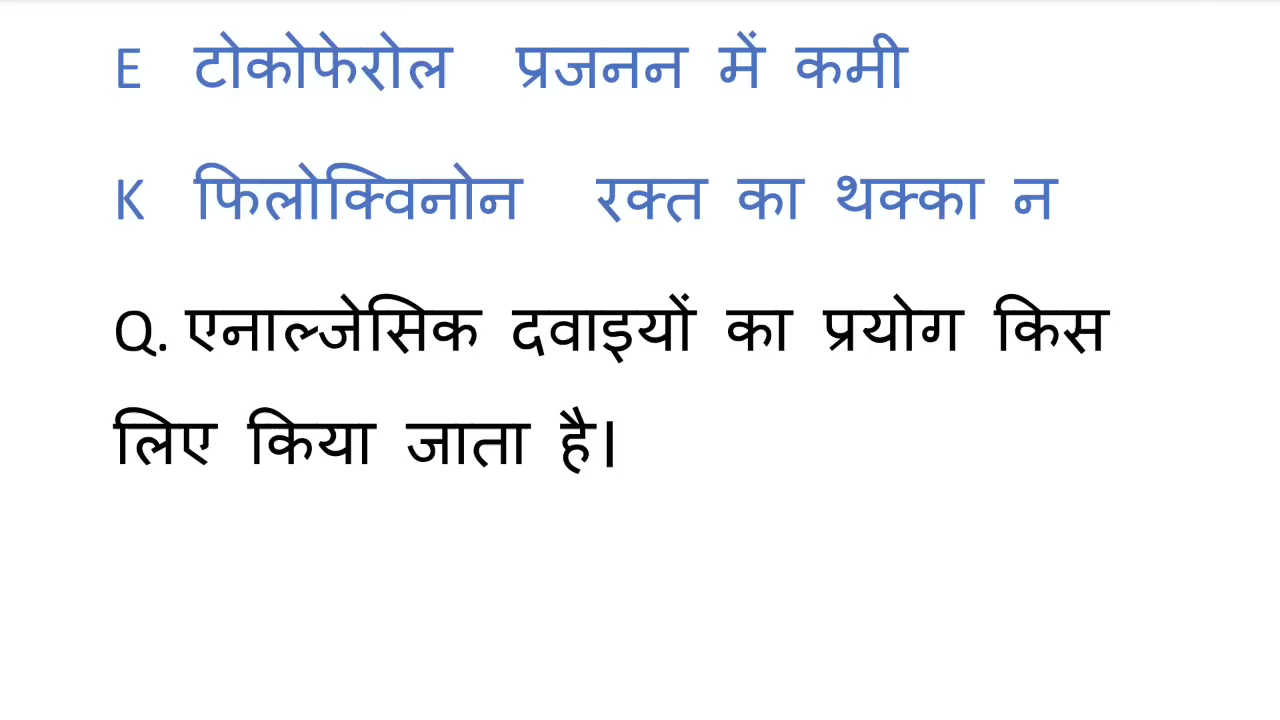 E टोकोफेरोल प्रजनन में कमी
K फिलोक्विनोन रक्त का थक्का न
Q. एनाल्जेसिक दवाइयों का प्रयोग किस
लिए किया जाता है।